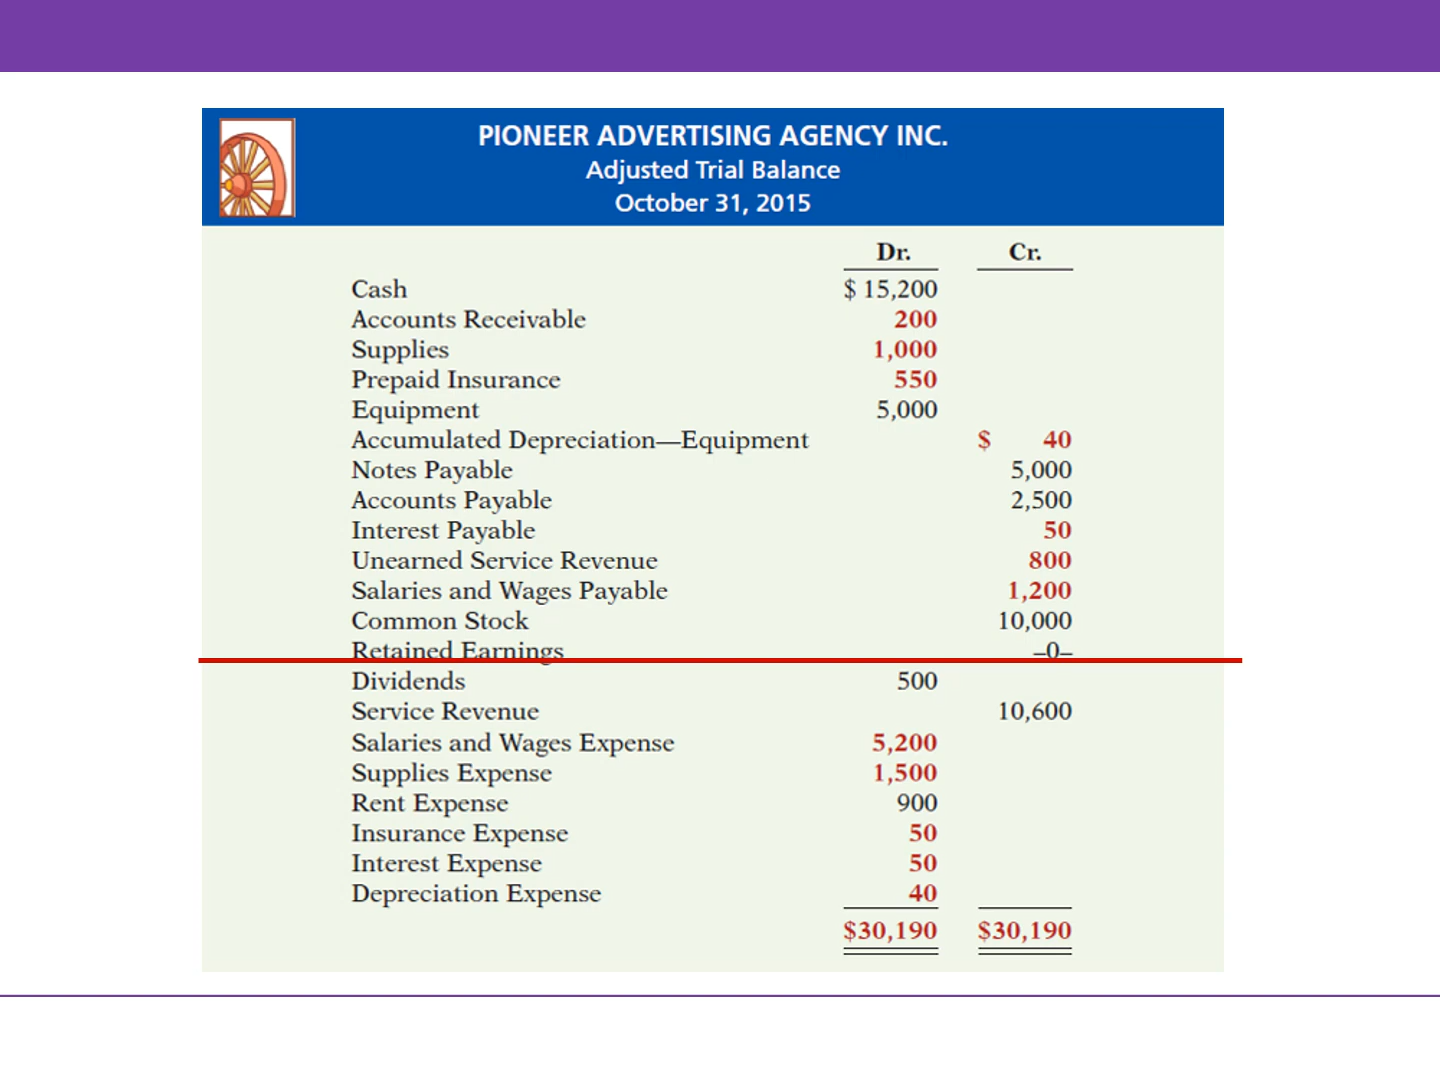 PIONEER ADVERTISING AGENCY INC.
Adjusted Trial Balance
October 31, 2015
Dr. Cr.
Cash $ 15,200
Accounts Receivable 200
Supplies 1,000
Prepaid Insurance 550
Equipment 5,000
Accumulated Depreciation—Equipment $ 40
Notes Payable 5,000
Accounts Payable 2,500
Interest Payable 50
Unearned Service Revenue 800
Salaries and Wages Payable 1,200
Common Stock 10,000
Retained Earnings –0–
Dividends 500
Service Revenue 10,600
Salaries and Wages Expense 5,200
Supplies Expense 1,500
Rent Expense 900
Insurance Expense 50
Interest Expense 50
Depreciation Expense 40
$30,190 $30,190